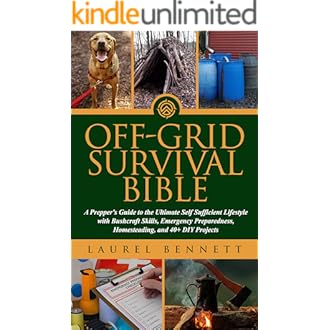 kindleunlimited
OFF-GRID
SURVIVAL
BIBLE
A Prepper's Guide to the Ultimate Self Sufficient Lifestyle
with Bushcraft Skills, Emergency Preparedness,
Homesteading, and 40+ DIY Projects
LAUREL BENNETT